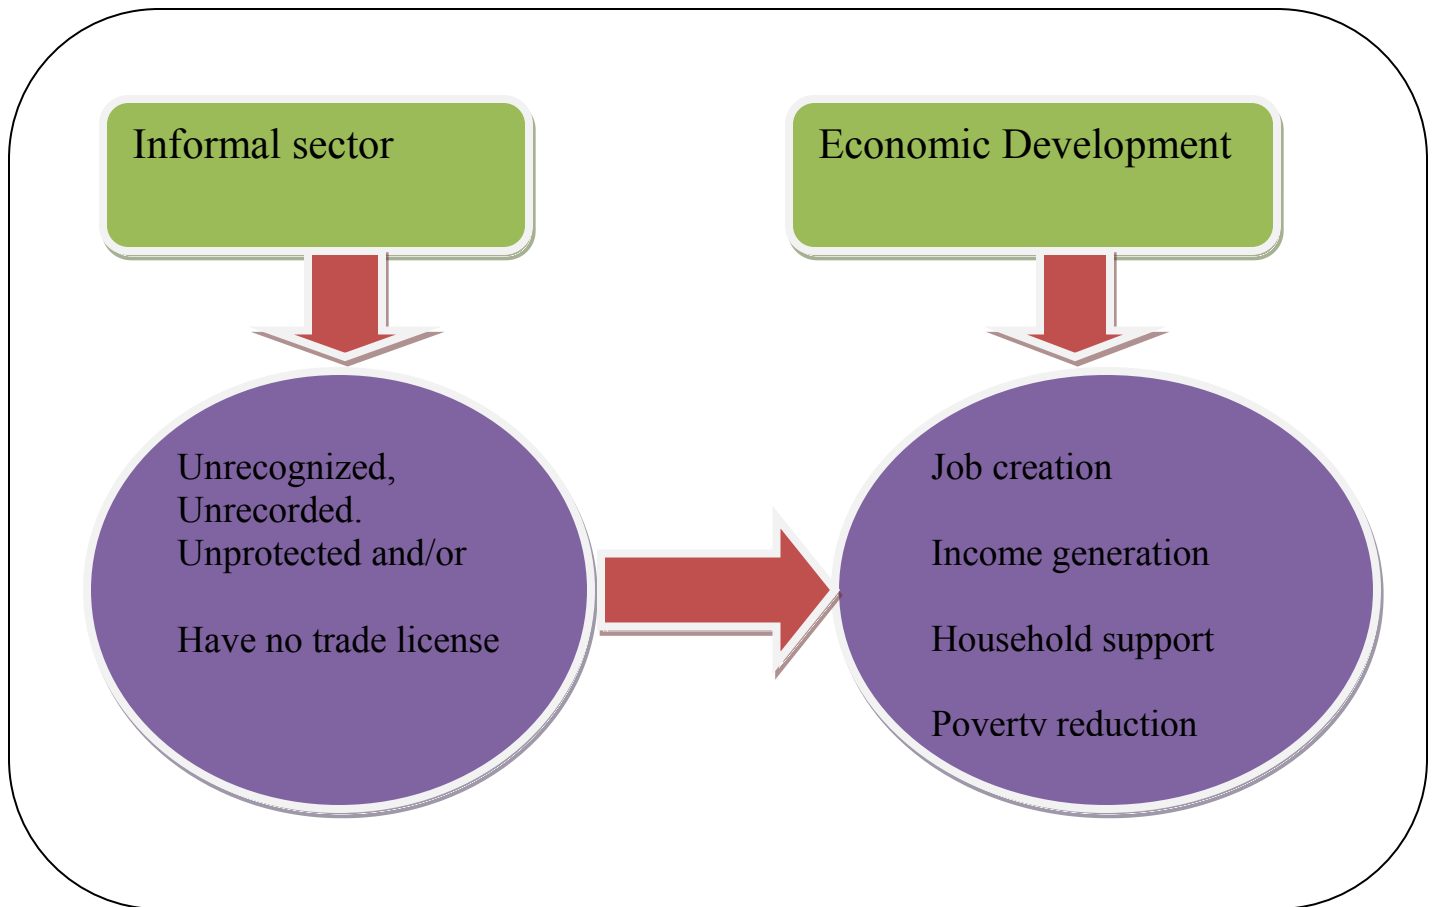 Informal sector
Economic Development
Unrecognized,
Unrecorded.
Unprotected and/or
Have no trade license
Job creation
Income generation
Household support
Poverty reduction